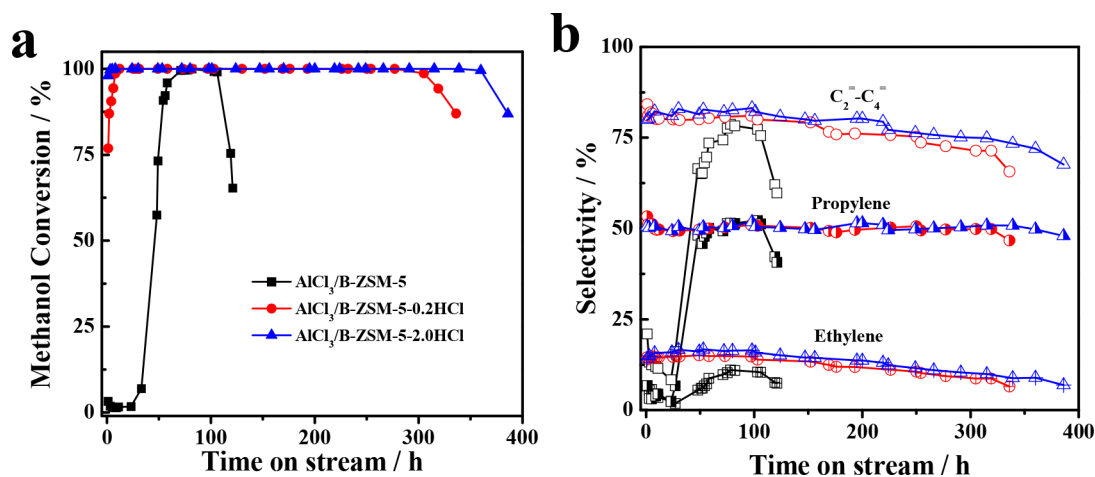 a
Methanol Conversion / %
100
75
50
25
0
AlCl₃/B-ZSM-5
AlCl₃/B-ZSM-5-0.2HCl
AlCl₃/B-ZSM-5-2.0HCl
0 100 200 300 400
Time on stream / h
b
Selectivity / %
100
75
50
25
0
C₂⁼-C₄⁼
Propylene
Ethylene
0 100 200 300 400
Time on stream / h